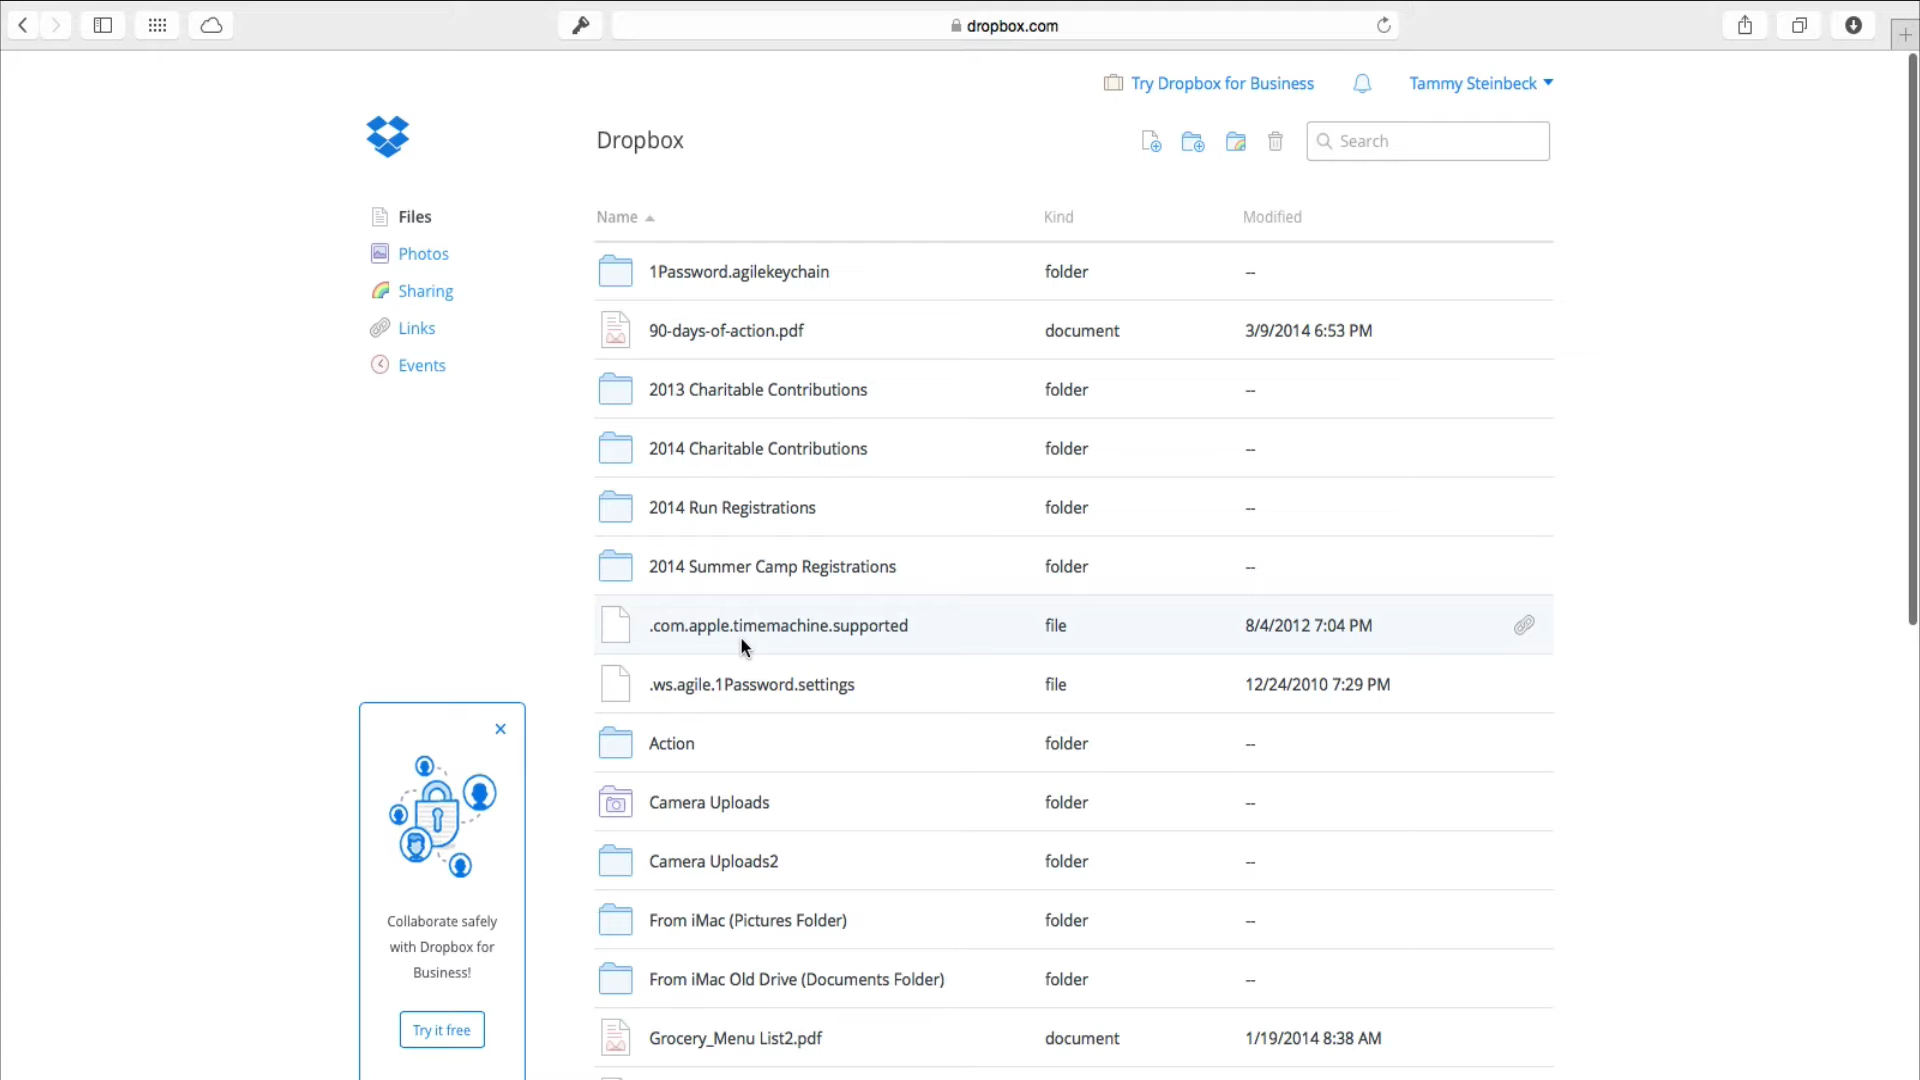 dropbox.com
Try Dropbox for Business
Tammy Steinbeck
Dropbox
Search
Files
Photos
Sharing
Links
Events
Name Kind Modified
1Password.agilekeychain folder --
90-days-of-action.pdf document 3/9/2014 6:53 PM
2013 Charitable Contributions folder --
2014 Charitable Contributions folder --
2014 Run Registrations folder --
2014 Summer Camp Registrations folder --
.com.apple.timemachine.supported file 8/4/2012 7:04 PM
.ws.agile.1Password.settings file 12/24/2010 7:29 PM
Action folder --
Camera Uploads folder --
Camera Uploads2 folder --
From iMac (Pictures Folder) folder --
From iMac Old Drive (Documents Folder) folder --
Grocery_Menu List2.pdf document 1/19/2014 8:38 AM
Collaborate safely
with Dropbox for
Business!
Try it free